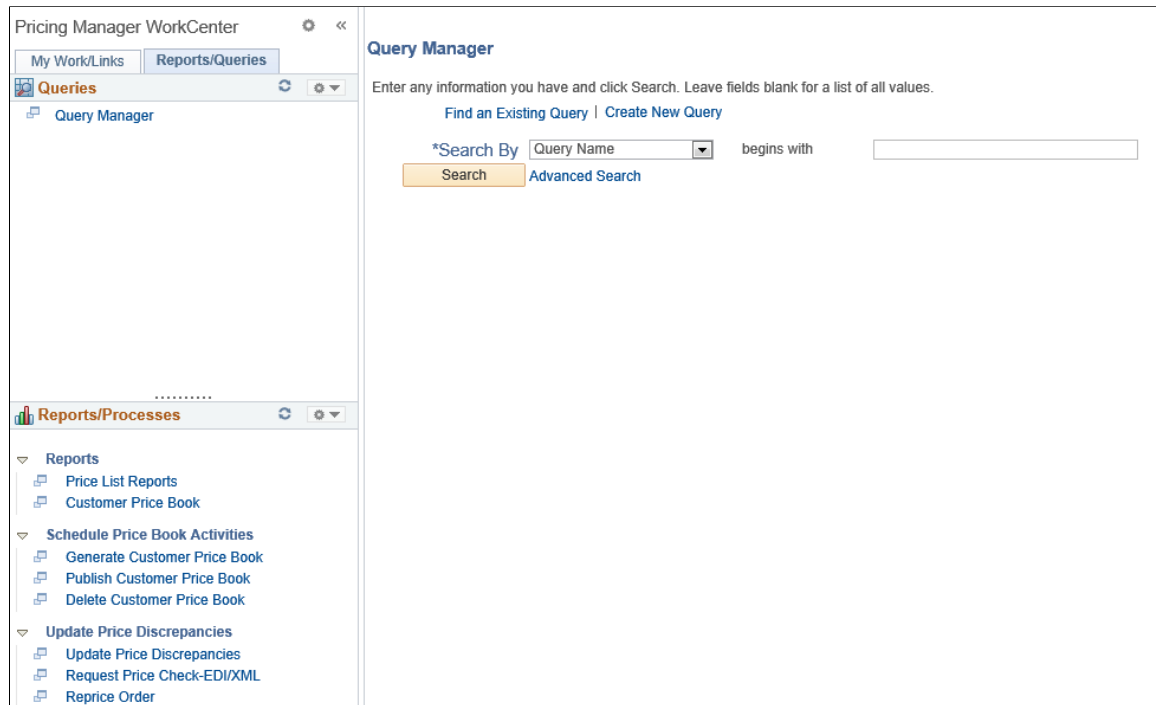 Pricing Manager WorkCenter
My Work/Links
Reports/Queries
Queries
Query Manager
Reports/Processes
Reports
Price List Reports
Customer Price Book
Schedule Price Book Activities
Generate Customer Price Book
Publish Customer Price Book
Delete Customer Price Book
Update Price Discrepancies
Update Price Discrepancies
Request Price Check-EDI/XML
Reprice Order
Query Manager
Enter any information you have and click Search. Leave fields blank for a list of all values.
Find an Existing Query | Create New Query
*Search By Query Name begins with
Search Advanced Search